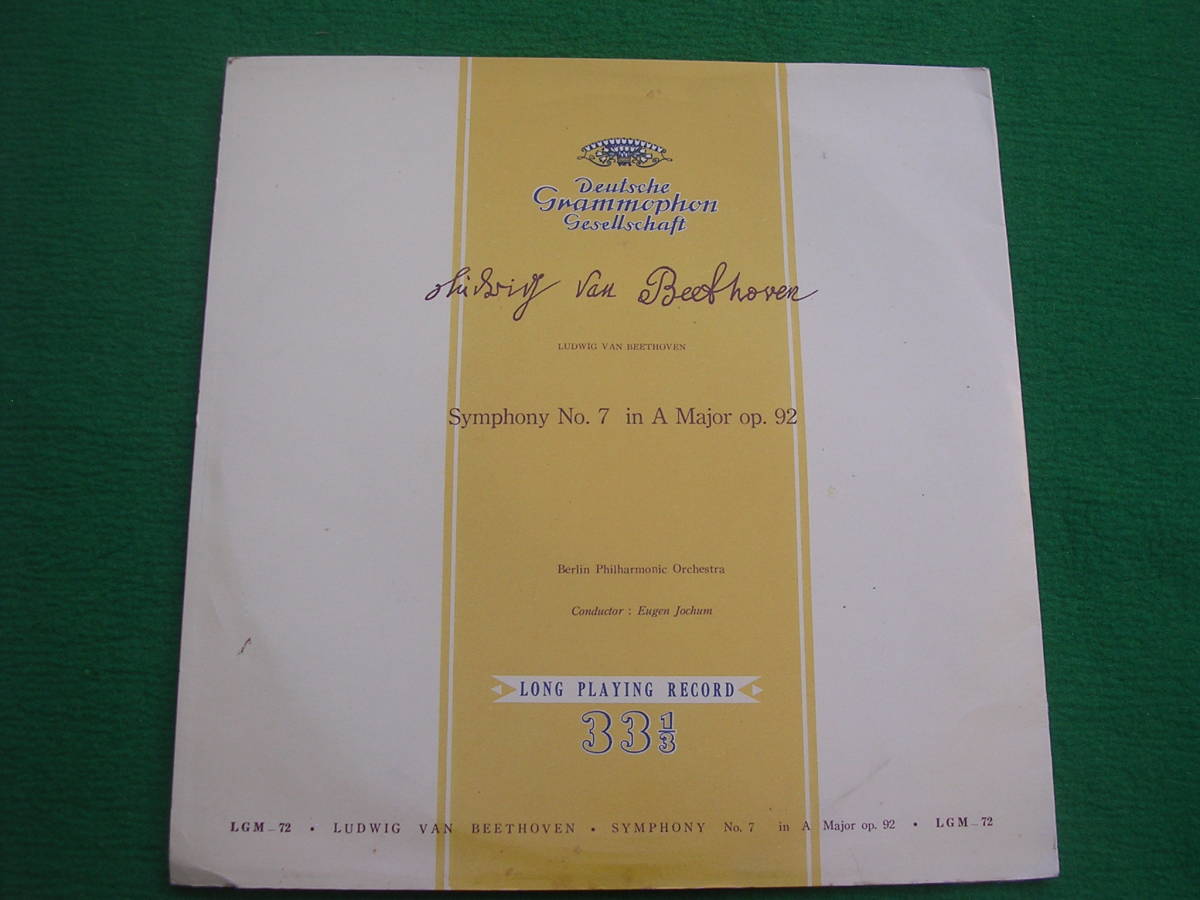 Deutsche
Grammophon
Gesellschaft
Ludwig van Beethoven
LUDWIG VAN BEETHOVEN
Symphony No. 7 in A Major op. 92
Berlin Philharmonic Orchestra
Conductor : Eugen Jochum
LONG PLAYING RECORD
33 1/3
LGM-72 • LUDWIG VAN BEETHOVEN • SYMPHONY No. 7 in A Major op. 92 • LGM-72